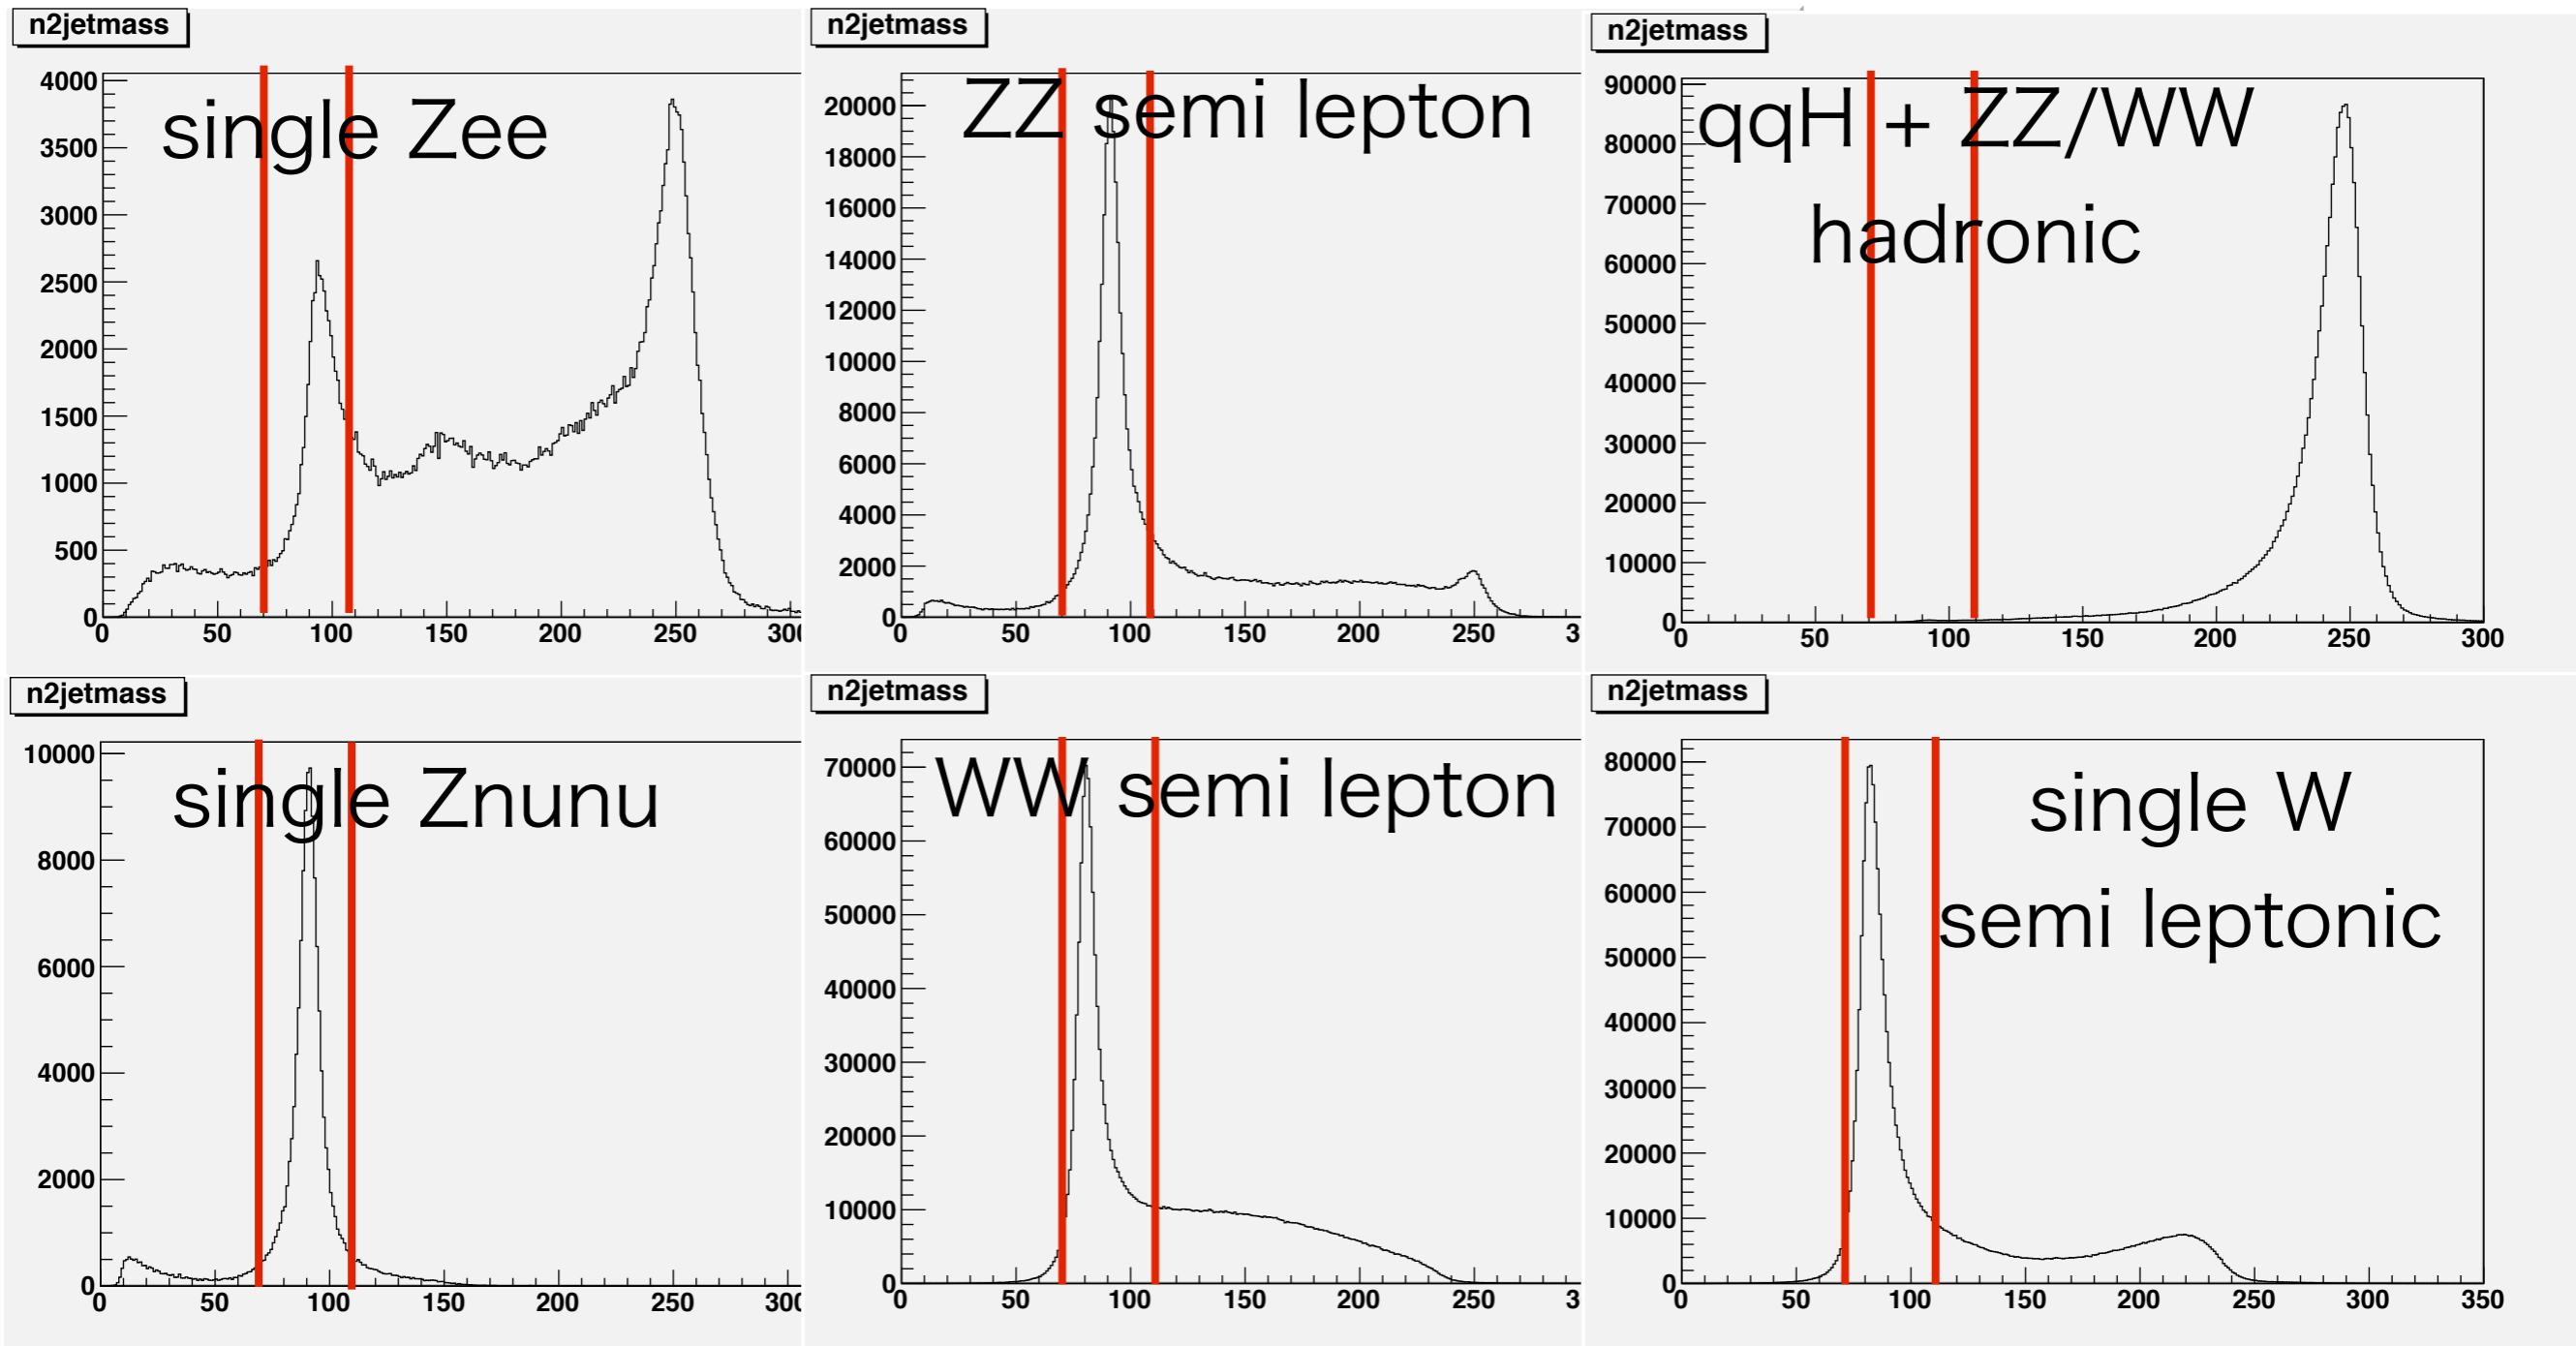 n2jetmass
single Zee
4000
3500
3000
2500
2000
1500
1000
500
0
0 50 100 150 200 250 300
n2jetmass
ZZ semi lepton
20000
18000
16000
14000
12000
10000
8000
6000
4000
2000
0
0 50 100 150 200 250 3
n2jetmass
qqH + ZZ/WW
hadronic
90000
80000
70000
60000
50000
40000
30000
20000
10000
0
0 50 100 150 200 250 300
n2jetmass
single Znunu
10000
8000
6000
4000
2000
0
0 50 100 150 200 250 300
n2jetmass
WW semi lepton
70000
60000
50000
40000
30000
20000
10000
0
0 50 100 150 200 250 3
n2jetmass
single W
semi leptonic
80000
70000
60000
50000
40000
30000
20000
10000
0
0 50 100 150 200 250 300 350